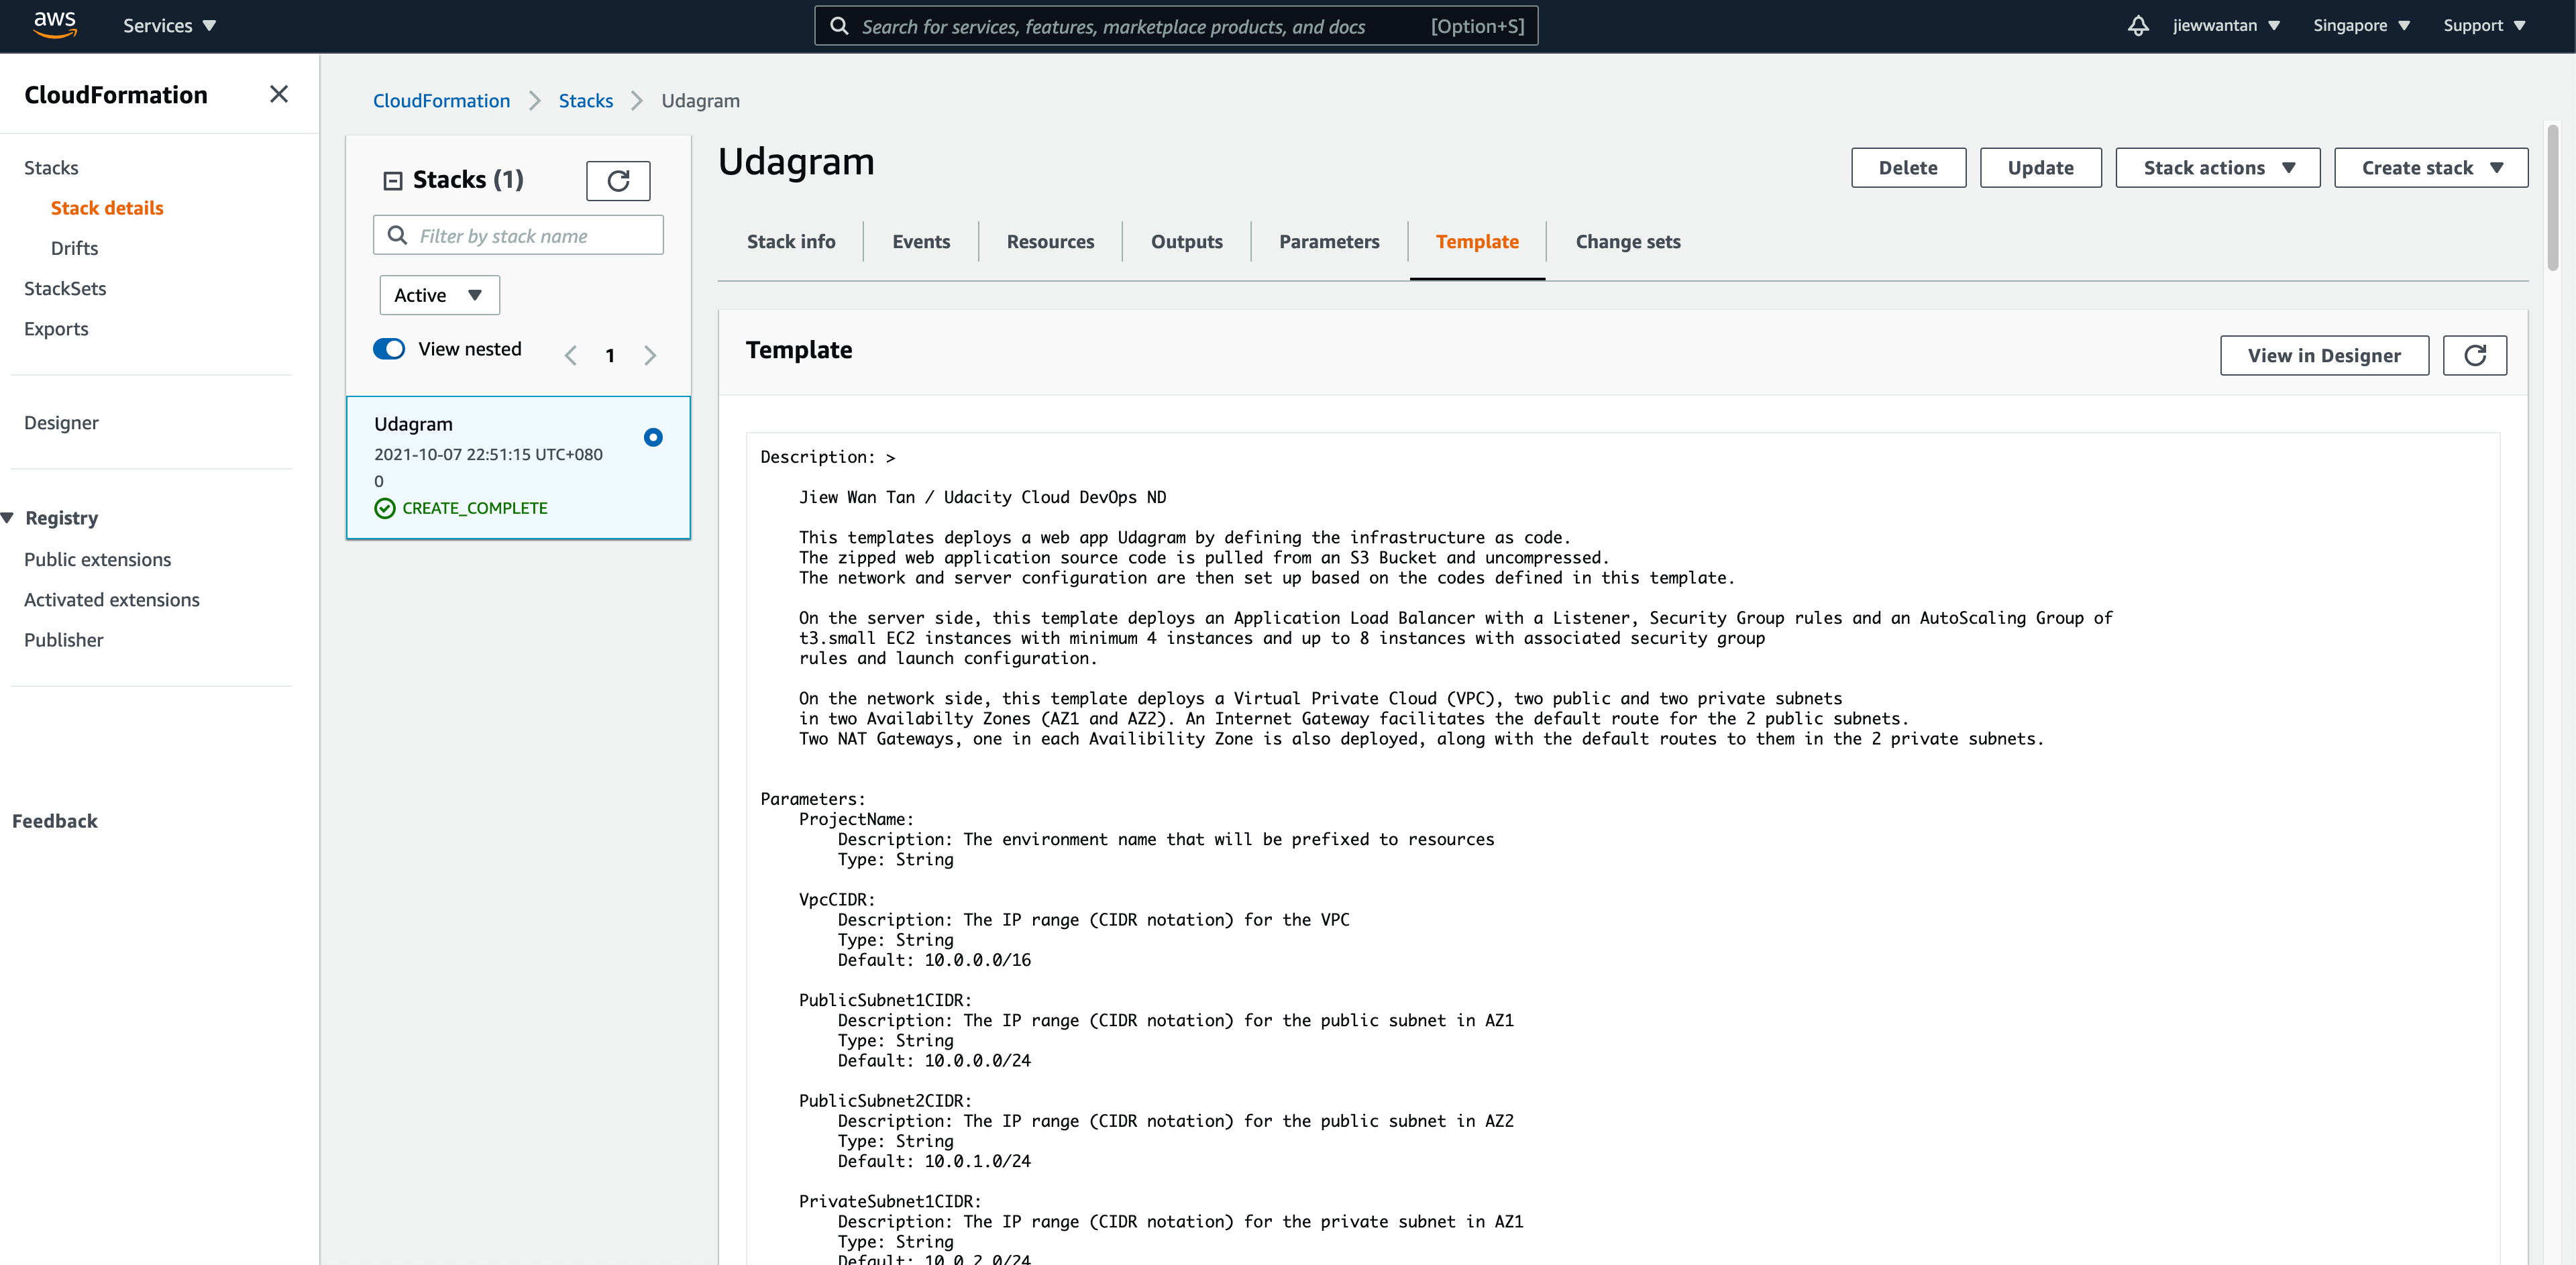 aws
Services
Search for services, features, marketplace products, and docs
[Option+S]
jiewwantan
Singapore
Support
CloudFormation
Stacks
Stack details
Drifts
StackSets
Exports
Designer
Registry
Public extensions
Activated extensions
Publisher
Feedback
CloudFormation
Stacks
Udagram
Stacks (1)
Filter by stack name
Active
View nested
1
Udagram
2021-10-07 22:51:15 UTC+080
0
CREATE_COMPLETE
Udagram
Delete
Update
Stack actions
Create stack
Stack info
Events
Resources
Outputs
Parameters
Template
Change sets
Template
View in Designer
Description: >
Jiew Wan Tan / Udacity Cloud DevOps ND
This templates deploys a web app Udagram by defining the infrastructure as code.
The zipped web application source code is pulled from an S3 Bucket and uncompressed.
The network and server configuration are then set up based on the codes defined in this template.
On the server side, this template deploys an Application Load Balancer with a Listener, Security Group rules and an AutoScaling Group of
t3.small EC2 instances with minimum 4 instances and up to 8 instances with associated security group
rules and launch configuration.
On the network side, this template deploys a Virtual Private Cloud (VPC), two public and two private subnets
in two Availabilty Zones (AZ1 and AZ2). An Internet Gateway facilitates the default route for the 2 public subnets.
Two NAT Gateways, one in each Availibility Zone is also deployed, along with the default routes to them in the 2 private subnets.
Parameters:
ProjectName:
Description: The environment name that will be prefixed to resources
Type: String
VpcCIDR:
Description: The IP range (CIDR notation) for the VPC
Type: String
Default: 10.0.0.0/16
PublicSubnet1CIDR:
Description: The IP range (CIDR notation) for the public subnet in AZ1
Type: String
Default: 10.0.0.0/24
PublicSubnet2CIDR:
Description: The IP range (CIDR notation) for the public subnet in AZ2
Type: String
Default: 10.0.1.0/24
PrivateSubnet1CIDR:
Description: The IP range (CIDR notation) for the private subnet in AZ1
Type: String
Default: 10.0.2.0/24